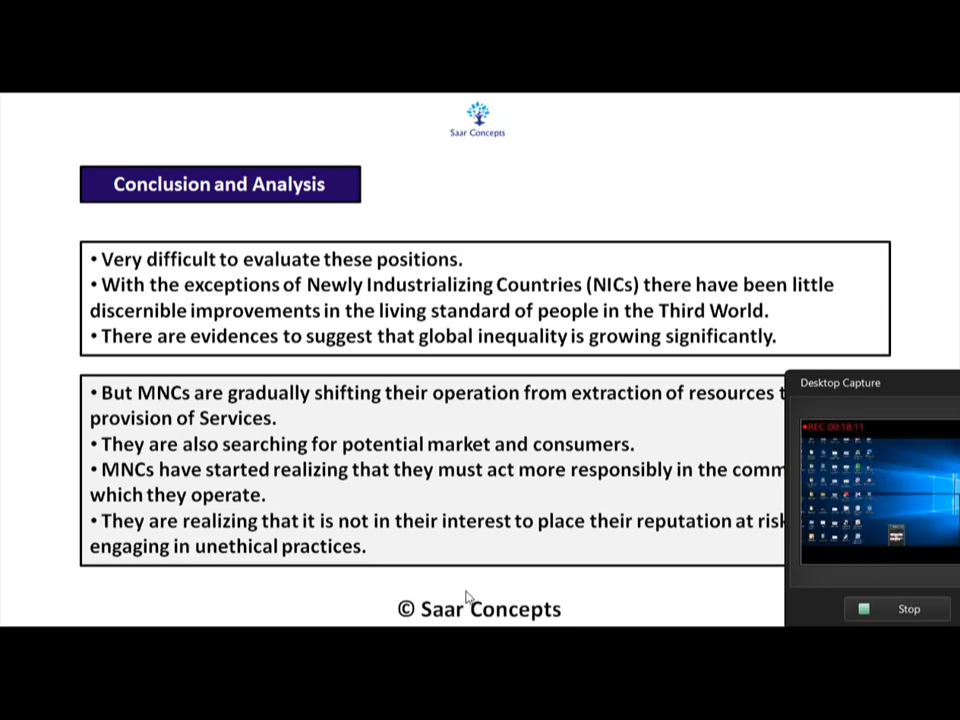 Saar Concepts
Conclusion and Analysis
• Very difficult to evaluate these positions.
• With the exceptions of Newly Industrializing Countries (NICs) there have been little
discernible improvements in the living standard of people in the Third World.
• There are evidences to suggest that global inequality is growing significantly.
• But MNCs are gradually shifting their operation from extraction of resources
provision of Services.
• They are also searching for potential market and consumers.
• MNCs have started realizing that they must act more responsibly in the
which they operate.
• They are realizing that it is not in their interest to place their reputation at
engaging in unethical practices.
Desktop Capture
REC 00:18:11
Stop
© Saar Concepts